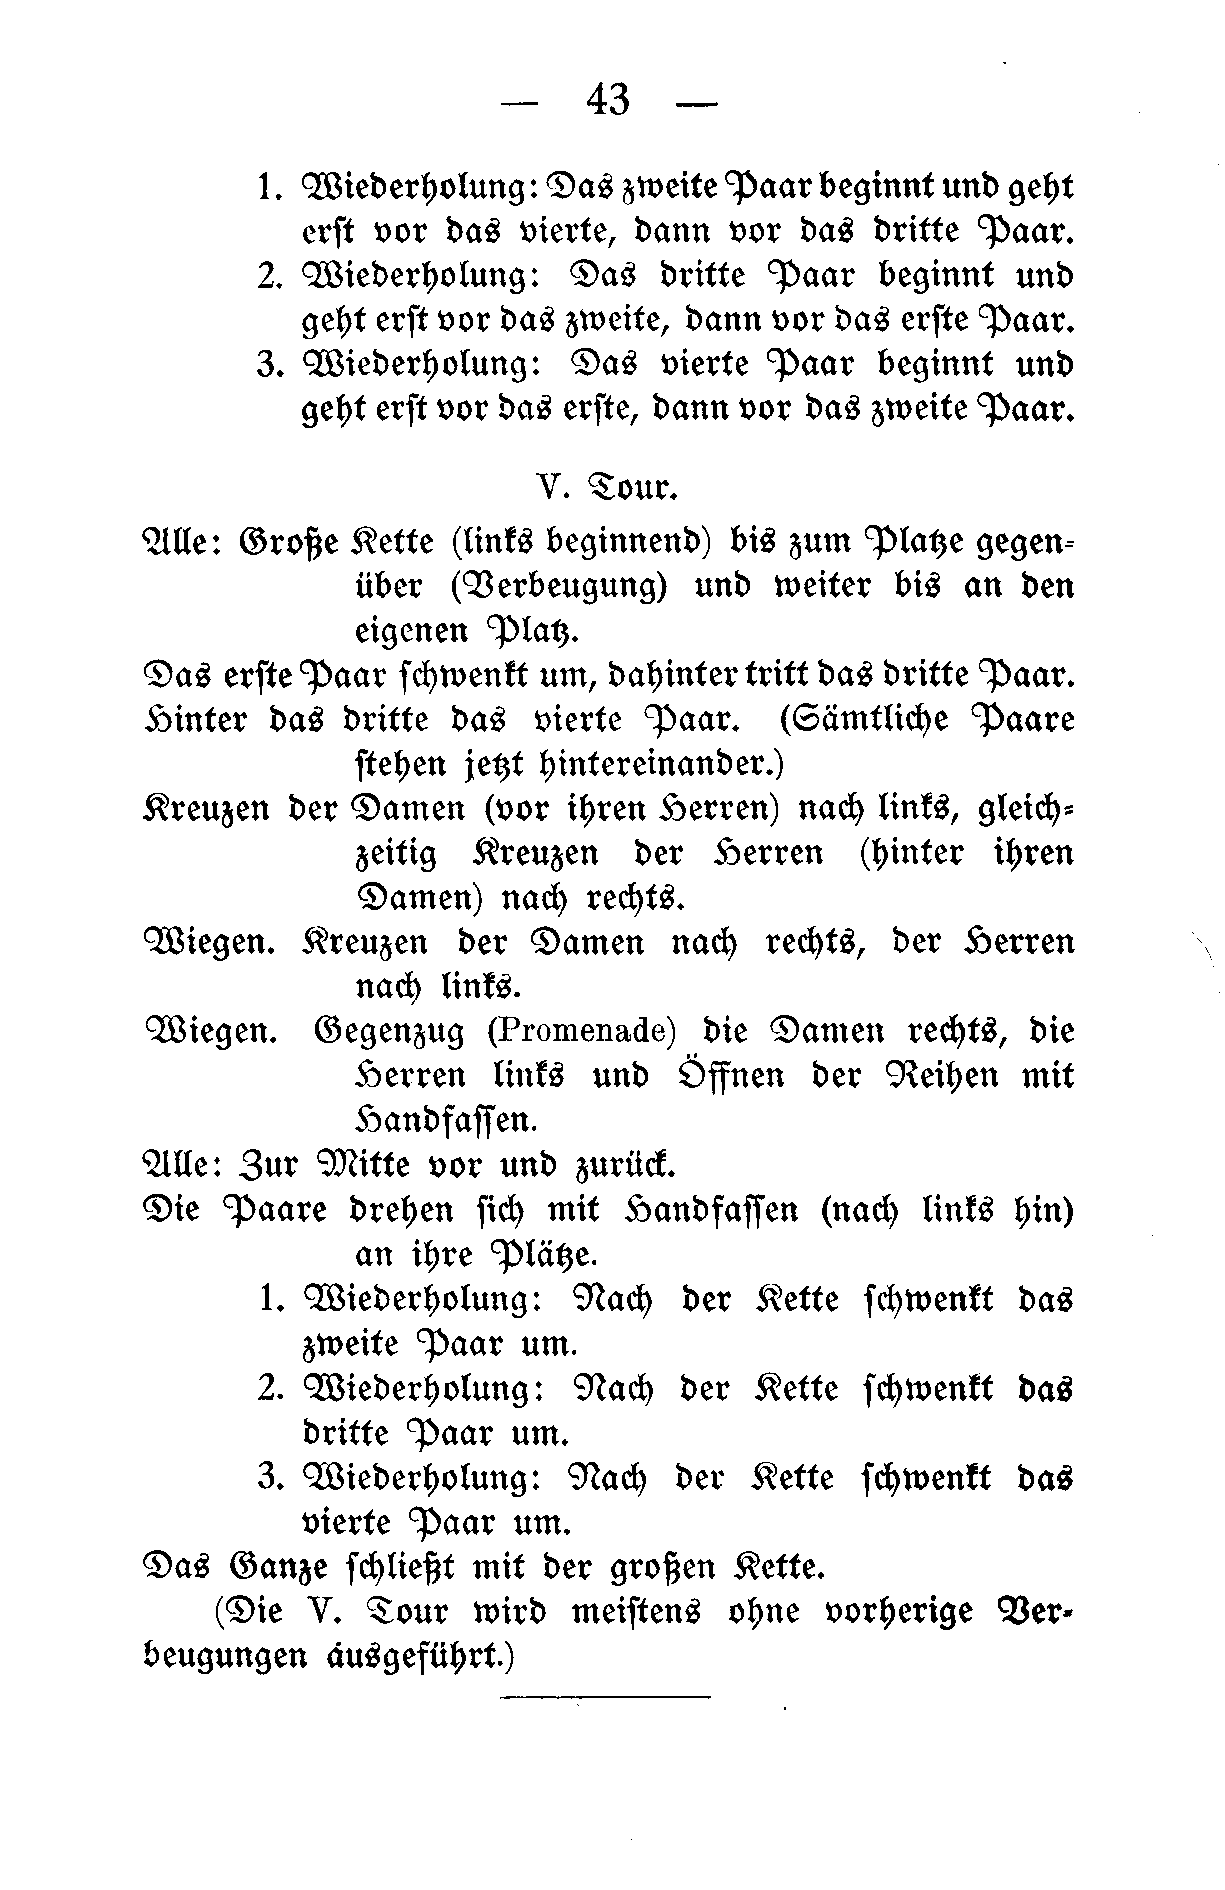 — 43 —
1. Wiederholung: Das zweite Paar beginnt und geht
erst vor das vierte, dann vor das dritte Paar.
2. Wiederholung: Das dritte Paar beginnt und
geht erst vor das zweite, dann vor das erste Paar.
3. Wiederholung: Das vierte Paar beginnt und
geht erst vor das erste, dann vor das zweite Paar.
V. Tour.
Alle: Große Kette (links beginnend) bis zum Platze gegen-
über (Verbeugung) und weiter bis an den
eigenen Platz.
Das erste Paar schwenkt um, dahinter tritt das dritte Paar.
Hinter das dritte das vierte Paar. (Sämtliche Paare
stehen jetzt hintereinander.)
Kreuzen der Damen (vor ihren Herren) nach links, gleich-
zeitig Kreuzen der Herren (hinter ihren
Damen) nach rechts.
Wiegen. Kreuzen der Damen nach rechts, der Herren
nach links.
Wiegen. Gegenzug (Promenade) die Damen rechts, die
Herren links und Öffnen der Reihen mit
Handfassen.
Alle: Zur Mitte vor und zurück.
Die Paare drehen sich mit Handfassen (nach links hin)
an ihre Plätze.
1. Wiederholung: Nach der Kette schwenkt das
zweite Paar um.
2. Wiederholung: Nach der Kette schwenkt das
dritte Paar um.
3. Wiederholung: Nach der Kette schwenkt das
vierte Paar um.
Das Ganze schließt mit der großen Kette.
(Die V. Tour wird meistens ohne vorherige Ver-
beugungen ausgeführt.)